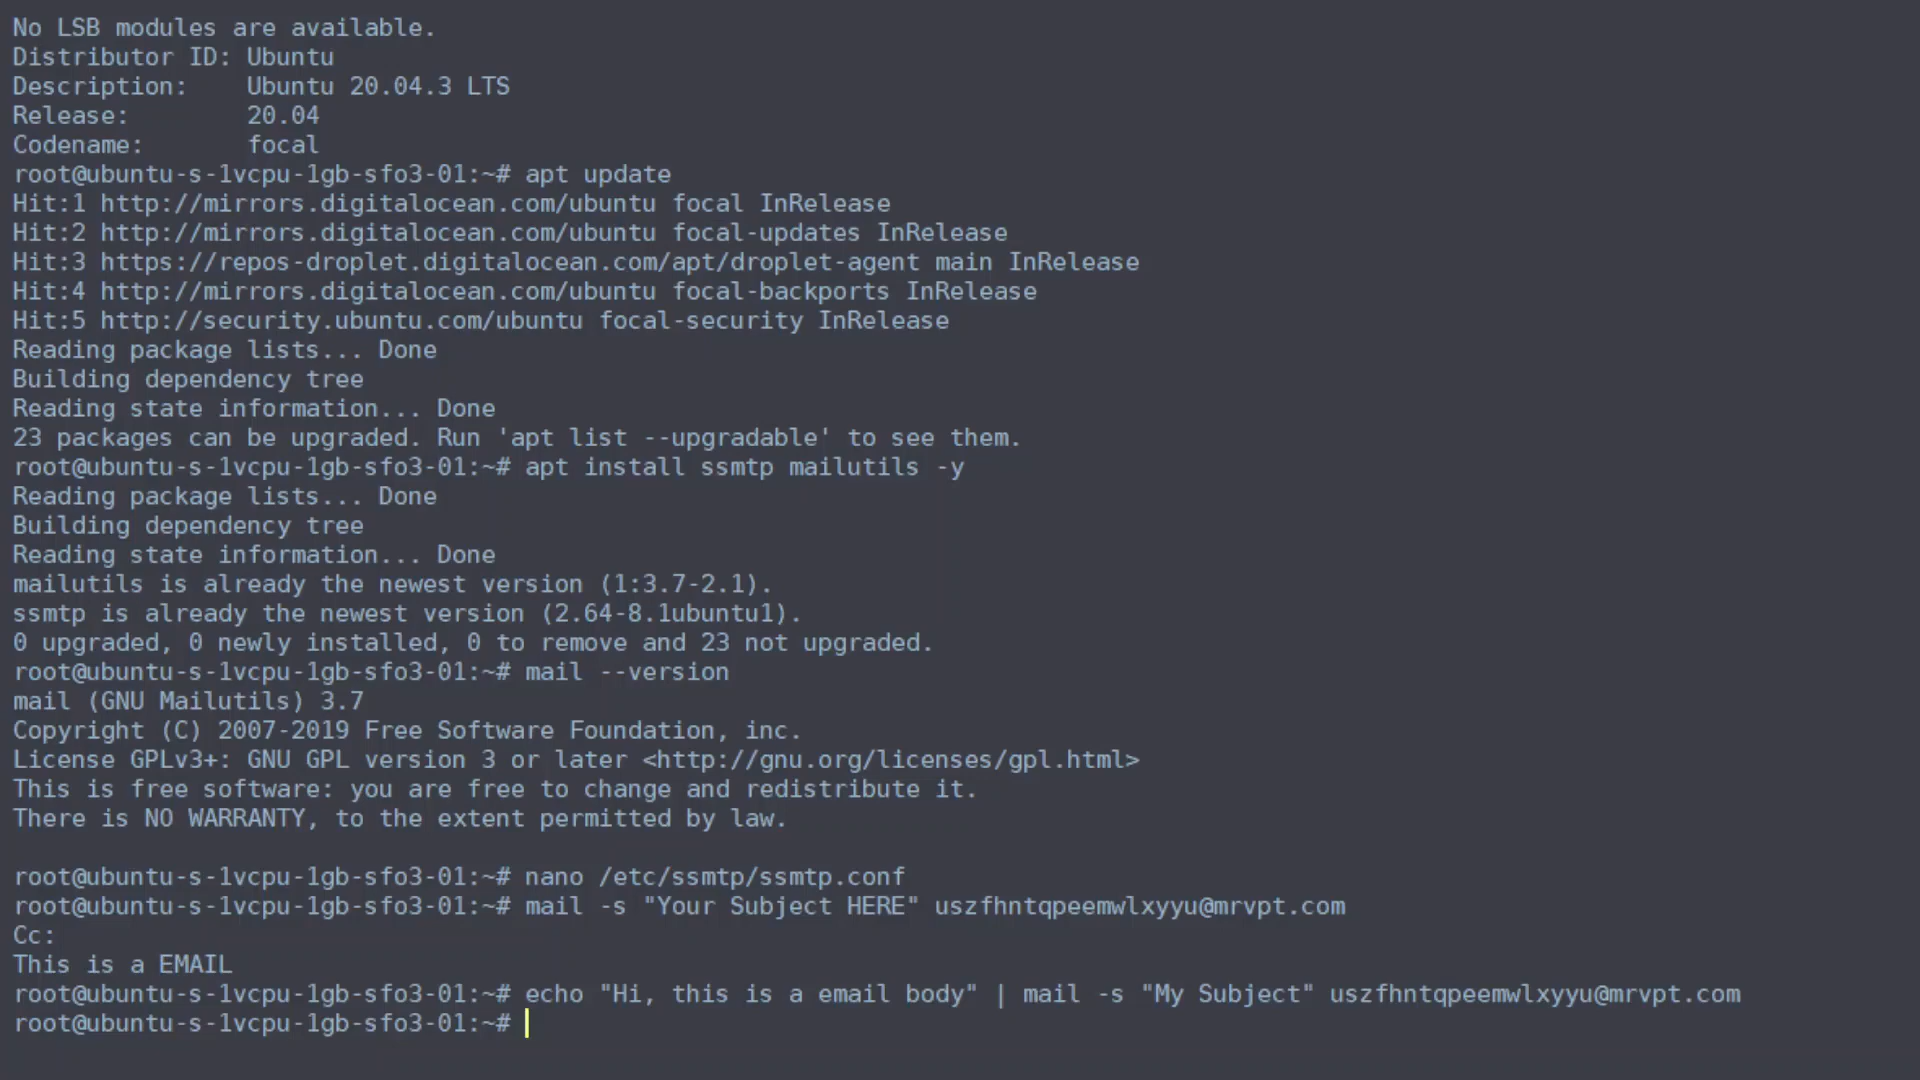 No LSB modules are available.
Distributor ID: Ubuntu
Description:    Ubuntu 20.04.3 LTS
Release:        20.04
Codename:       focal
root@ubuntu-s-1vcpu-1gb-sfo3-01:~# apt update
Hit:1 http://mirrors.digitalocean.com/ubuntu focal InRelease
Hit:2 http://mirrors.digitalocean.com/ubuntu focal-updates InRelease
Hit:3 https://repos-droplet.digitalocean.com/apt/droplet-agent main InRelease
Hit:4 http://mirrors.digitalocean.com/ubuntu focal-backports InRelease
Hit:5 http://security.ubuntu.com/ubuntu focal-security InRelease
Reading package lists... Done
Building dependency tree
Reading state information... Done
23 packages can be upgraded. Run 'apt list --upgradable' to see them.
root@ubuntu-s-1vcpu-1gb-sfo3-01:~# apt install ssmtp mailutils -y
Reading package lists... Done
Building dependency tree
Reading state information... Done
mailutils is already the newest version (1:3.7-2.1).
ssmtp is already the newest version (2.64-8.1ubuntu1).
0 upgraded, 0 newly installed, 0 to remove and 23 not upgraded.
root@ubuntu-s-1vcpu-1gb-sfo3-01:~# mail --version
mail (GNU Mailutils) 3.7
Copyright (C) 2007-2019 Free Software Foundation, inc.
License GPLv3+: GNU GPL version 3 or later <http://gnu.org/licenses/gpl.html>
This is free software: you are free to change and redistribute it.
There is NO WARRANTY, to the extent permitted by law.

root@ubuntu-s-1vcpu-1gb-sfo3-01:~# nano /etc/ssmtp/ssmtp.conf
root@ubuntu-s-1vcpu-1gb-sfo3-01:~# mail -s "Your Subject HERE" uszfhntqpeemwlxyyu@mrvpt.com
Cc:
This is a EMAIL
root@ubuntu-s-1vcpu-1gb-sfo3-01:~# echo "Hi, this is a email body" | mail -s "My Subject" uszfhntqpeemwlxyyu@mrvpt.com
root@ubuntu-s-1vcpu-1gb-sfo3-01:~#